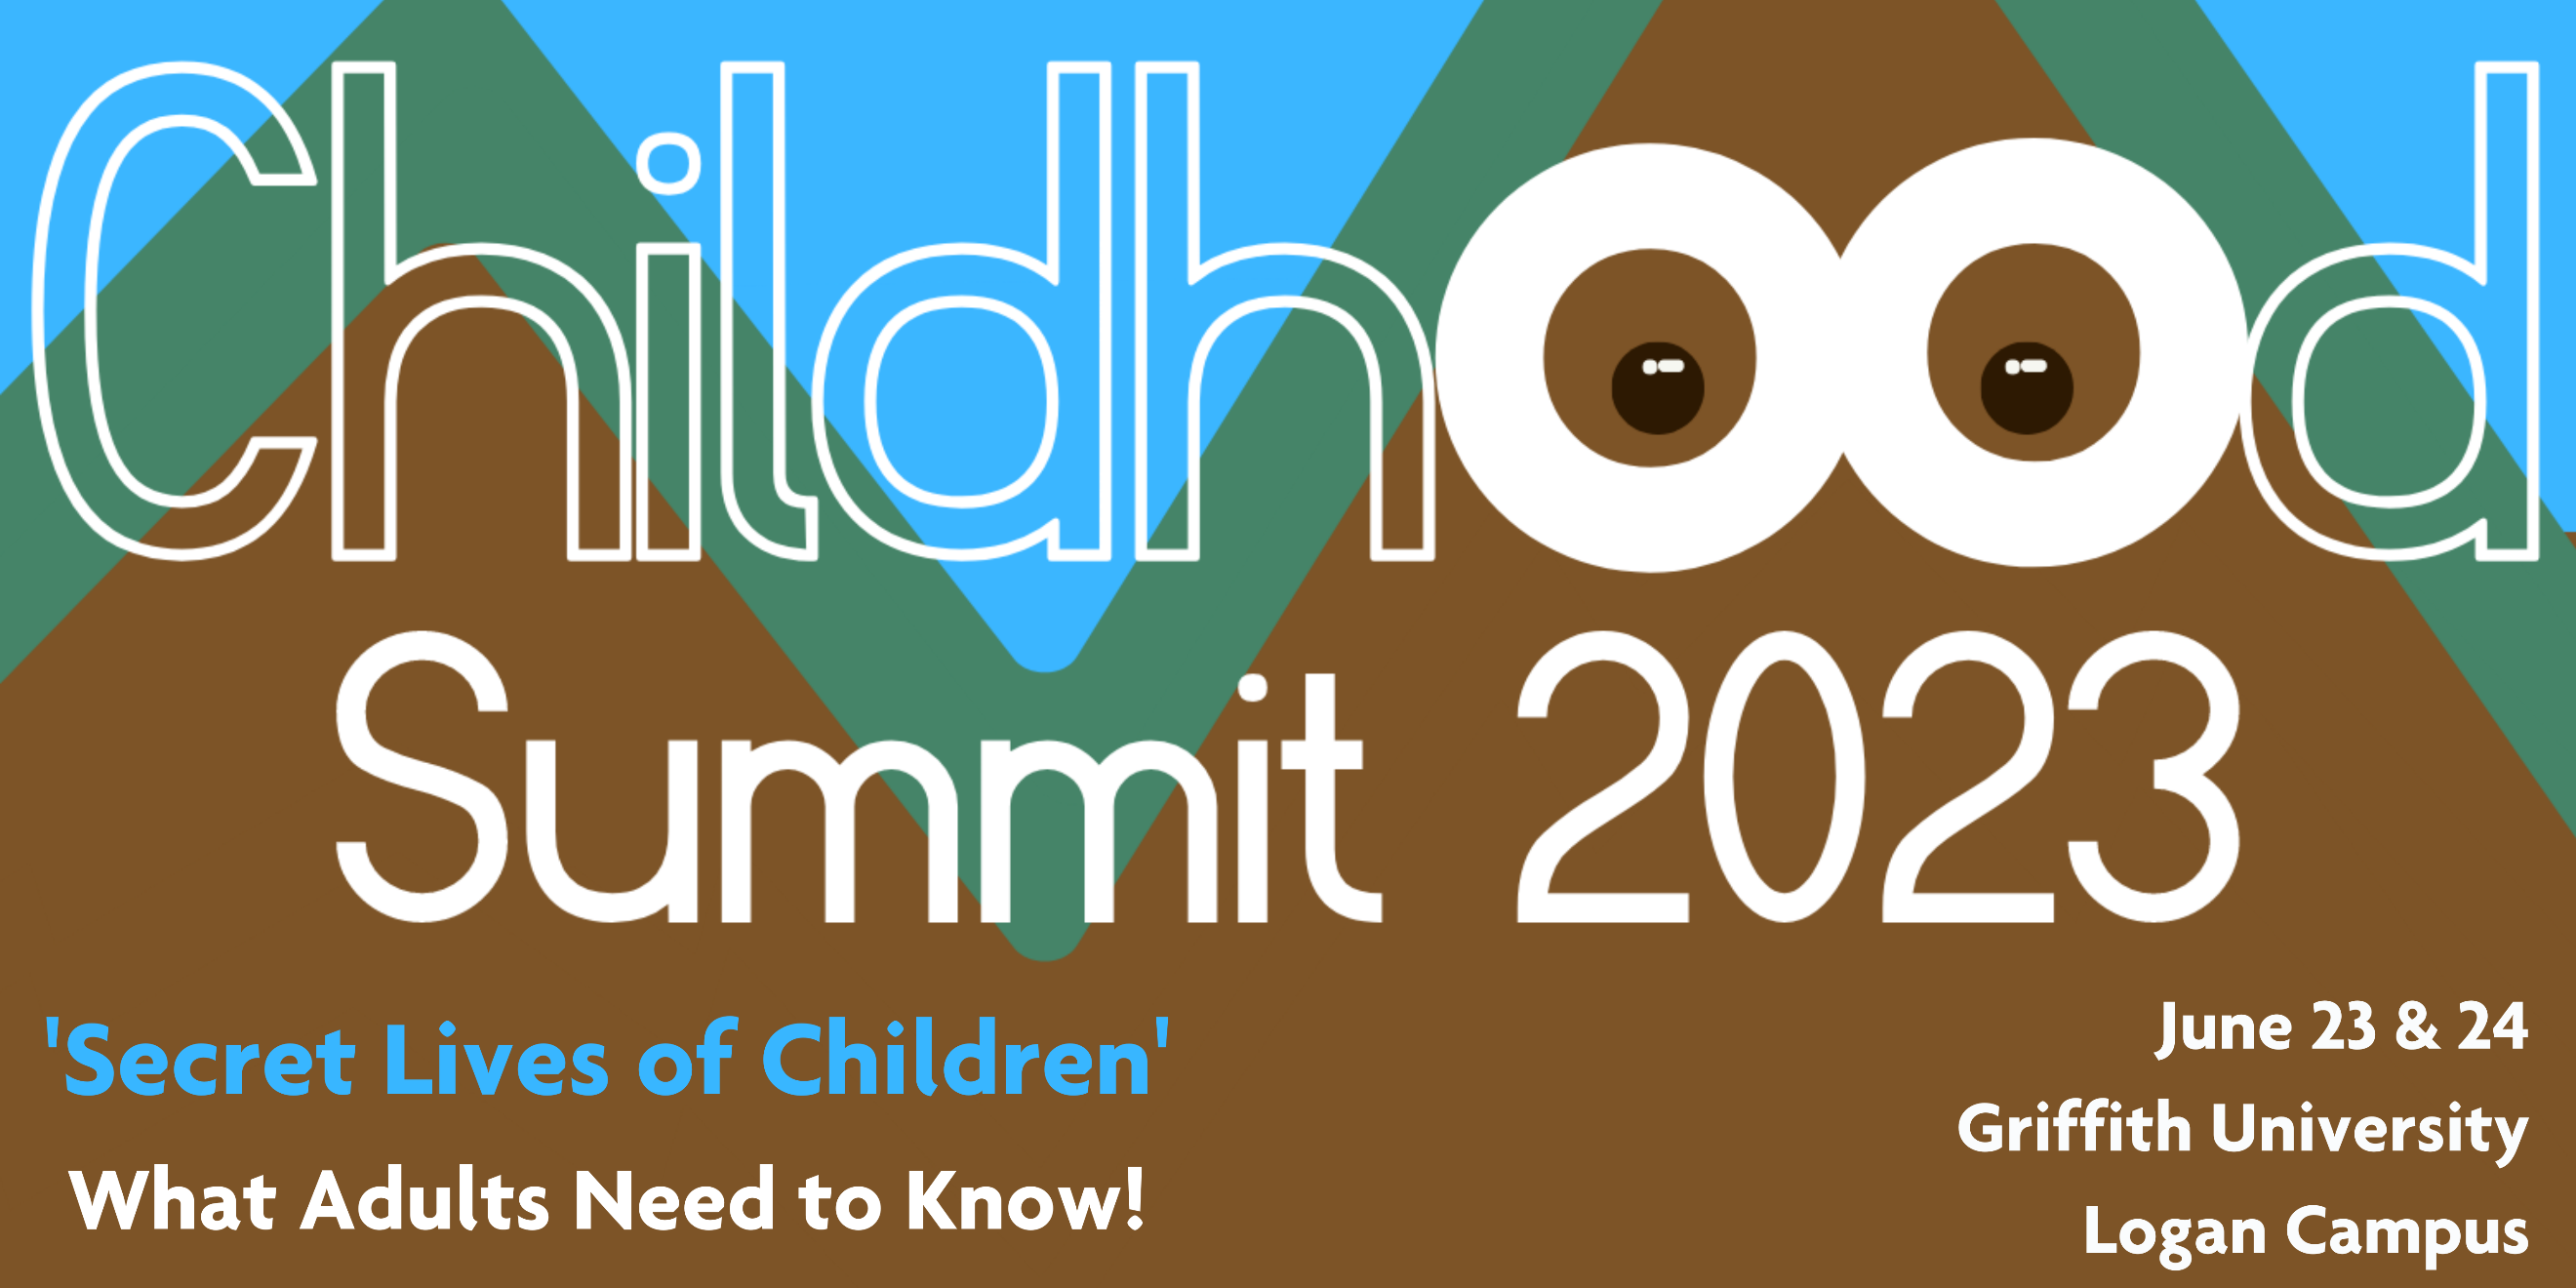 Childhood
Summit 2023
'Secret Lives of Children'
What Adults Need to Know!
June 23 & 24
Griffith University
Logan Campus